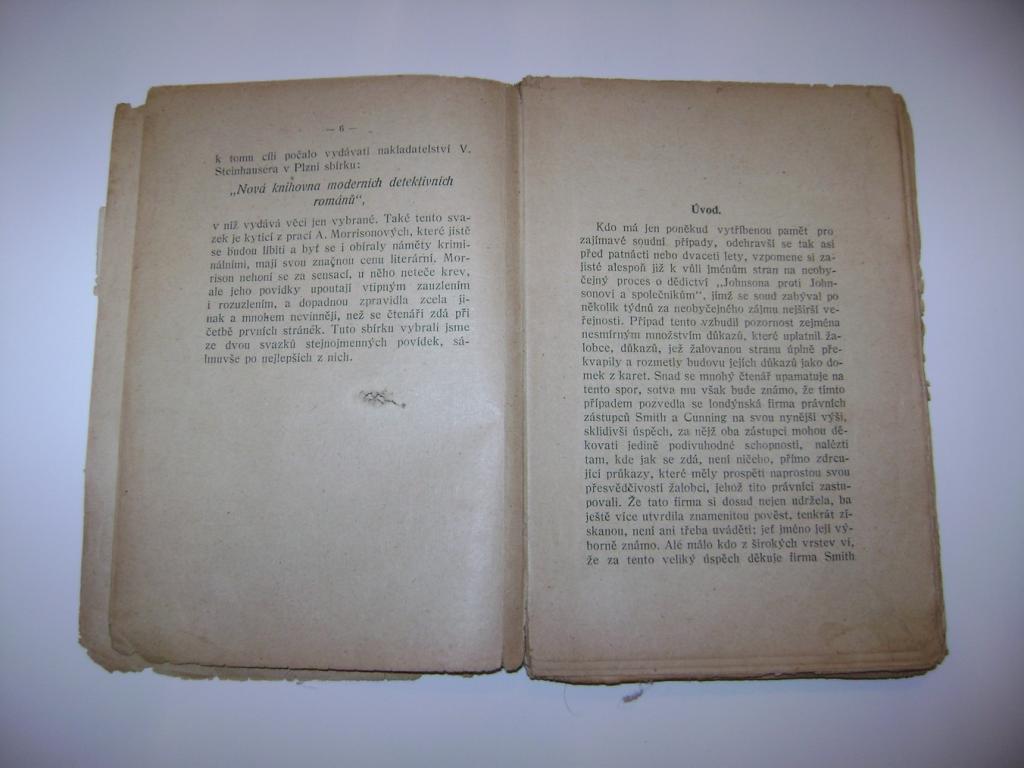 — 6 —
k tomu cíli počalo vydávati nakladatelství V.
Steinhausera v Plzni sbírku:
„Nová knihovna moderních detektivních
románů“,
v níž vydává věci jen vybrané. Také tento sva-
zek je kyticí z prací A. Morrisonových, které jistě
se budou líbiti a byť se i obíraly náměty krimi-
nálními, mají svou značnou cenu literární. Mor-
rison nehoní se za sensací, u něho neteče krev,
ale jeho povídky upoutají vtipným zauzlením
i rozuzlením, a dopadnou zpravidla zcela ji-
nak a mnohem nevinněji, než se čtenáři zdá při
četbě prvních stránek. Tuto sbírku vybrali jsme
ze dvou svazků stejnojmenných povídek, sá-
hnuvše po nejlepších z nich.
Úvod.
Kdo má jen poněkud vytříbenou paměť pro
zajímavé soudní případy, odehravší se tak asi
před patnácti nebo dvaceti lety, vzpomene si za-
jisté alespoň již k vůli jménům stran na neoby-
čejný proces o dědictví „Johnsona proti John-
sonovi a společníkům“, jímž se soud zabýval po
několik týdnů za neobyčejného zájmu nejširší ve-
řejnosti. Případ tento vzbudil pozornost zejména
nesmírným množstvím důkazů, které uplatnil ža-
lobce, důkazů, jež žalovanou stranu úplně pře-
kvapily a rozmetly budovu jejích důkazů jako do-
mek z karet. Snad se mnohý čtenář upamatuje na
tento spor, sotva mu však bude známo, že tímto
případem pozvedla se londýnská firma právních
zástupců Smith a Cunning na svou nynější výši,
sklidivši úspěch, za nějž oba zástupci mohou dě-
kovati jedině podivuhodné schopnosti, nalézti
tam, kde jak se zdá, není ničeho, přímo zdrcu-
jící průkazy, které měly prospěti naprostou svou
přesvědčivostí žalobci, jehož tito právníci zastu-
povali. Že tato firma si dosud nejen udržela, ba
ještě více utvrdila znamenitou pověst, tenkrát zí-
skanou, není ani třeba uváděti; jeť jméno její vý-
borně známo. Ale málo kdo z širokých vrstev ví,
že za tento veliký úspěch děkuje firma Smith